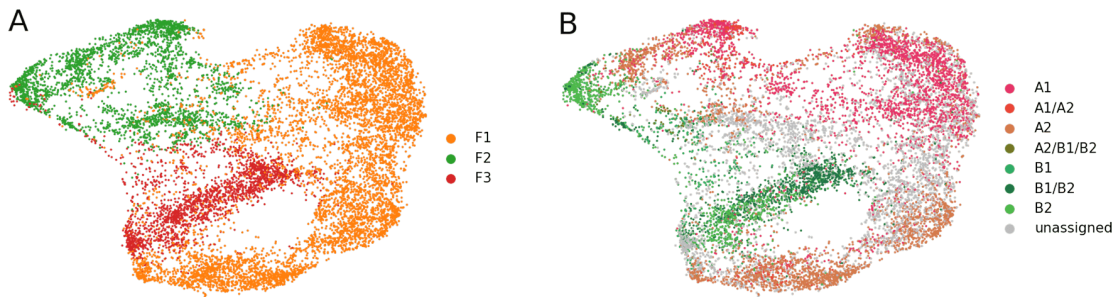 A
F1
F2
F3
B
A1
A1/A2
A2
A2/B1/B2
B1
B1/B2
B2
unassigned